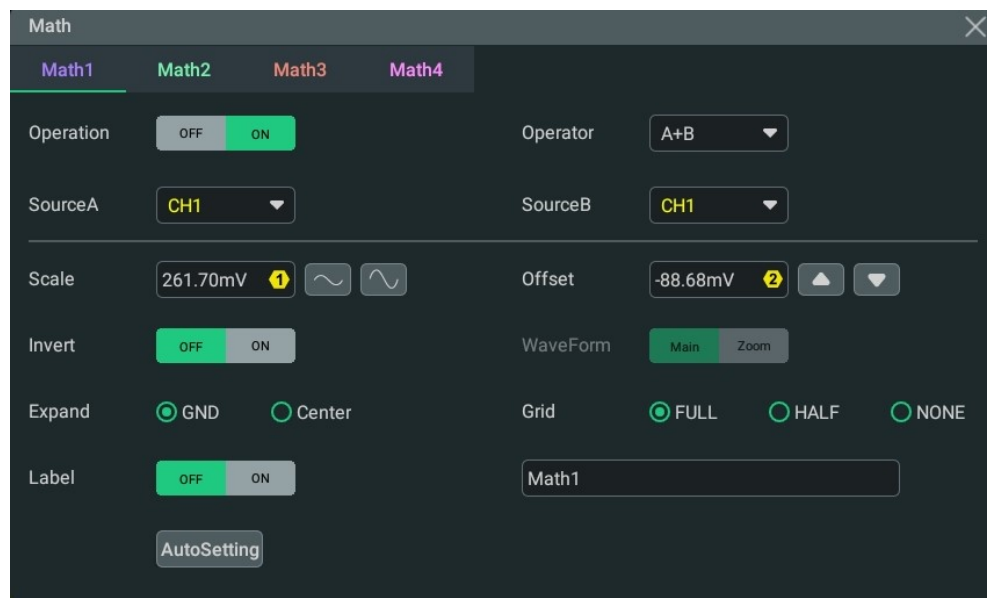 Math
Math1 Math2 Math3 Math4
Operation OFF ON Operator A+B
SourceA CH1 SourceB CH1
Scale 261.70mV 1 Offset -88.68mV 2
Invert OFF ON WaveForm Main Zoom
Expand GND Center Grid FULL HALF NONE
Label OFF ON Math1
AutoSetting